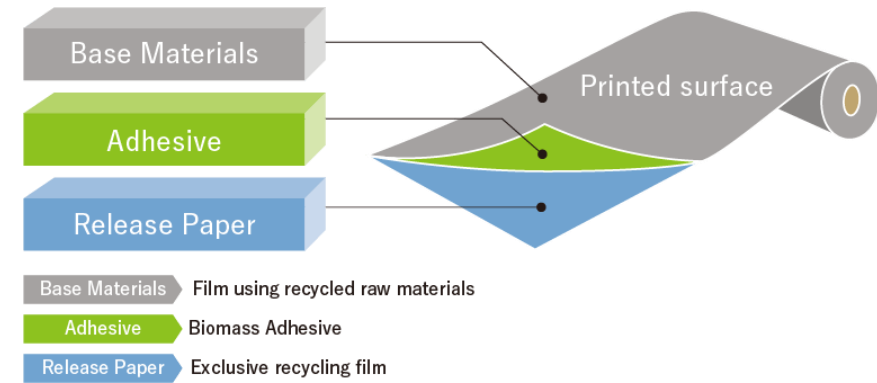 Base Materials
Printed surface
Adhesive
Release Paper
Base Materials Film using recycled raw materials
Adhesive Biomass Adhesive
Release Paper Exclusive recycling film